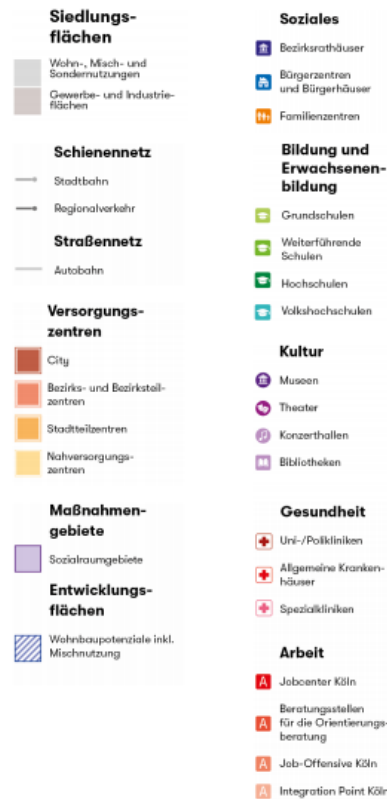 Siedlungs-
flächen
Wohn-, Misch- und
Sondernutzungen
Gewerbe- und Industrie-
flächen
Schienennetz
Stadtbahn
Regionalverkehr
Straßennetz
Autobahn
Versorgungs-
zentren
City
Bezirks- und Bezirksteil-
zentren
Stadtteilzentren
Nahversorgungs-
zentren
Maßnahmen-
gebiete
Sozialraumgebiete
Entwicklungs-
flächen
Wohnbaupotenziale inkl.
Mischnutzung
Soziales
Bezirksrathäuser
Bürgerzentren
und Bürgerhäuser
Familienzentren
Bildung und
Erwachsenen-
bildung
Grundschulen
Weiterführende
Schulen
Hochschulen
Volkshochschulen
Kultur
Museen
Theater
Konzerthallen
Bibliotheken
Gesundheit
Uni-/Polikliniken
Allgemeine Kranken-
häuser
Spezialkliniken
Arbeit
A Jobcenter Köln
A Beratungsstellen
für die Orientierungs-
beratung
A Job-Offensive Köln
A Integration Point Köln